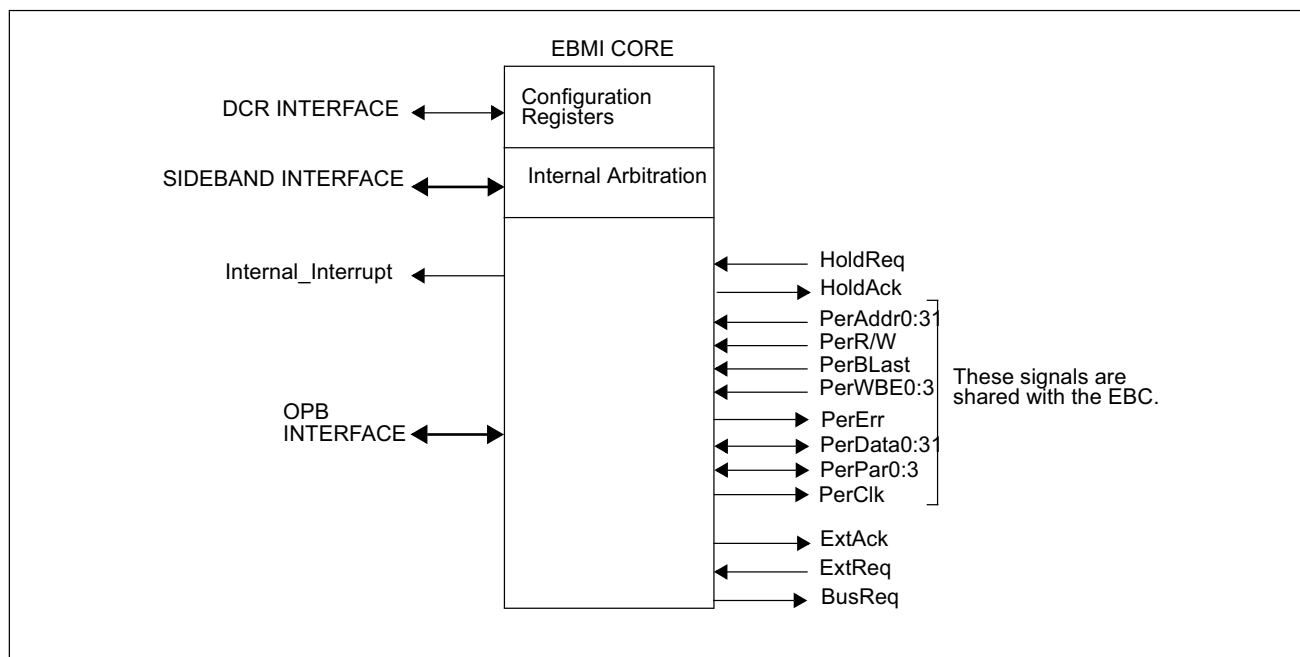 EBMI CORE
Configuration
Registers
DCR INTERFACE
Internal Arbitration
SIDEBAND INTERFACE
Internal_Interrupt
OPB
INTERFACE
HoldReq
HoldAck
PerAddr0:31
PerR/W
PerBLast
PerWBE0:3
PerErr
PerData0:31
PerPar0:3
PerClk
These signals are
shared with the EBC.
ExtAck
ExtReq
BusReq